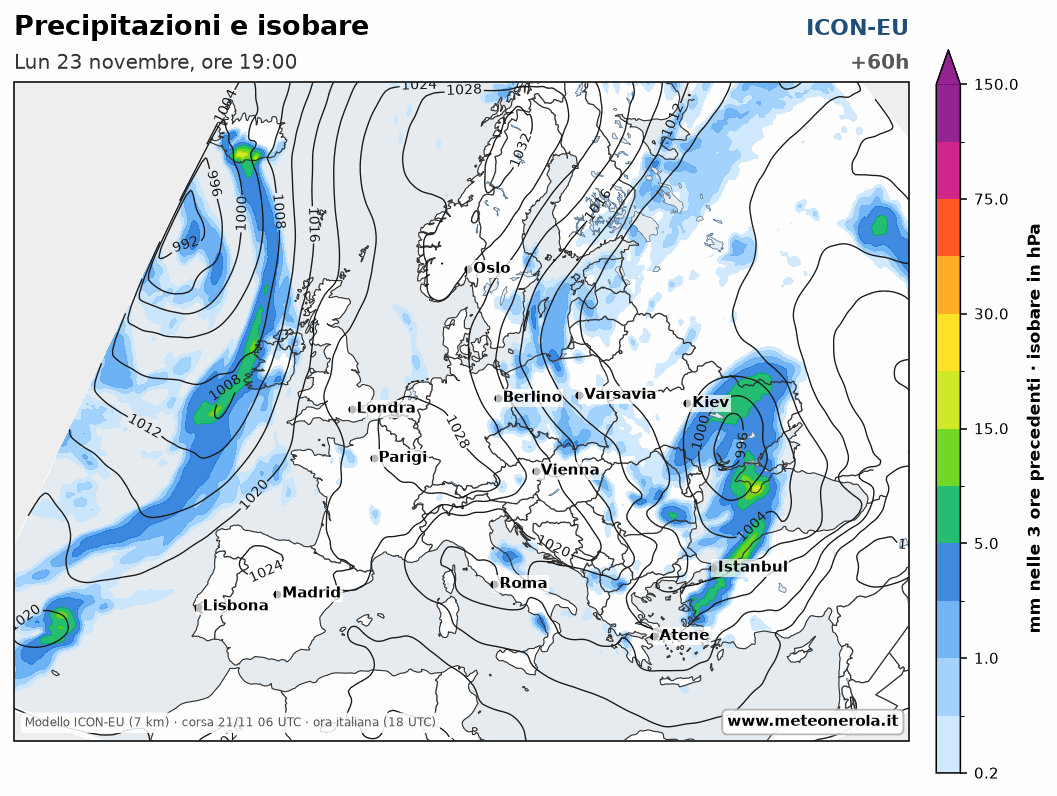 Precipitazioni e isobare
ICON-EU
Lun 23 novembre, ore 19:00
+60h
1004
1024
1028
1032
1012
996
1000
1008
1016
1016
992
Oslo
1008
1012
Londra
Berlino
Varsavia
Kiev
1028
1000
996
Parigi
Vienna
1020
1004
1020
1024
Madrid
Lisbona
Roma
Istanbul
Atene
1020
Modello ICON-EU (7 km) · corsa 21/11 06 UTC · ora italiana (18 UTC)
www.meteonerola.it
150.0
75.0
30.0
15.0
5.0
1.0
0.2
mm nelle 3 ore precedenti · isobare in hPa